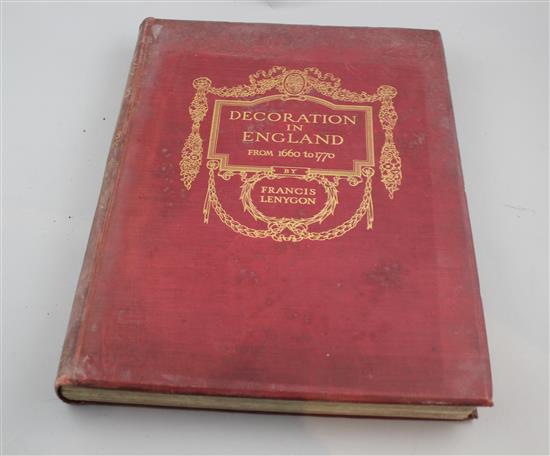 DECORATION
IN
ENGLAND
FROM 1660 to 1770
BY
FRANCIS
LENYGON